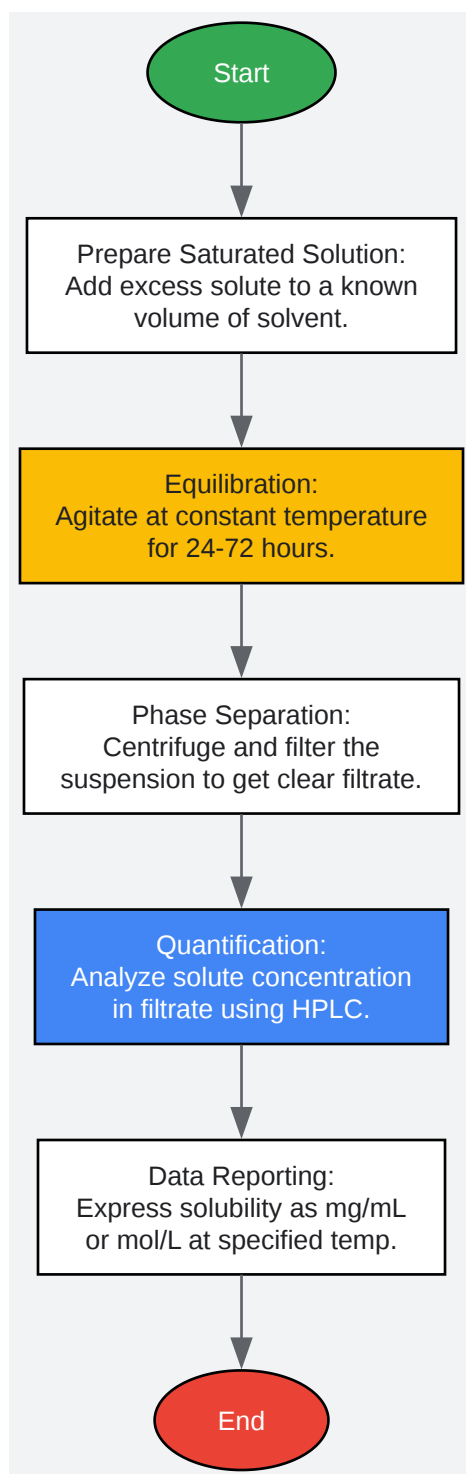 Start
Prepare Saturated Solution:
Add excess solute to a known
volume of solvent.
Equilibration:
Agitate at constant temperature
for 24-72 hours.
Phase Separation:
Centrifuge and filter the
suspension to get clear filtrate.
Quantification:
Analyze solute concentration
in filtrate using HPLC.
Data Reporting:
Express solubility as mg/mL
or mol/L at specified temp.
End